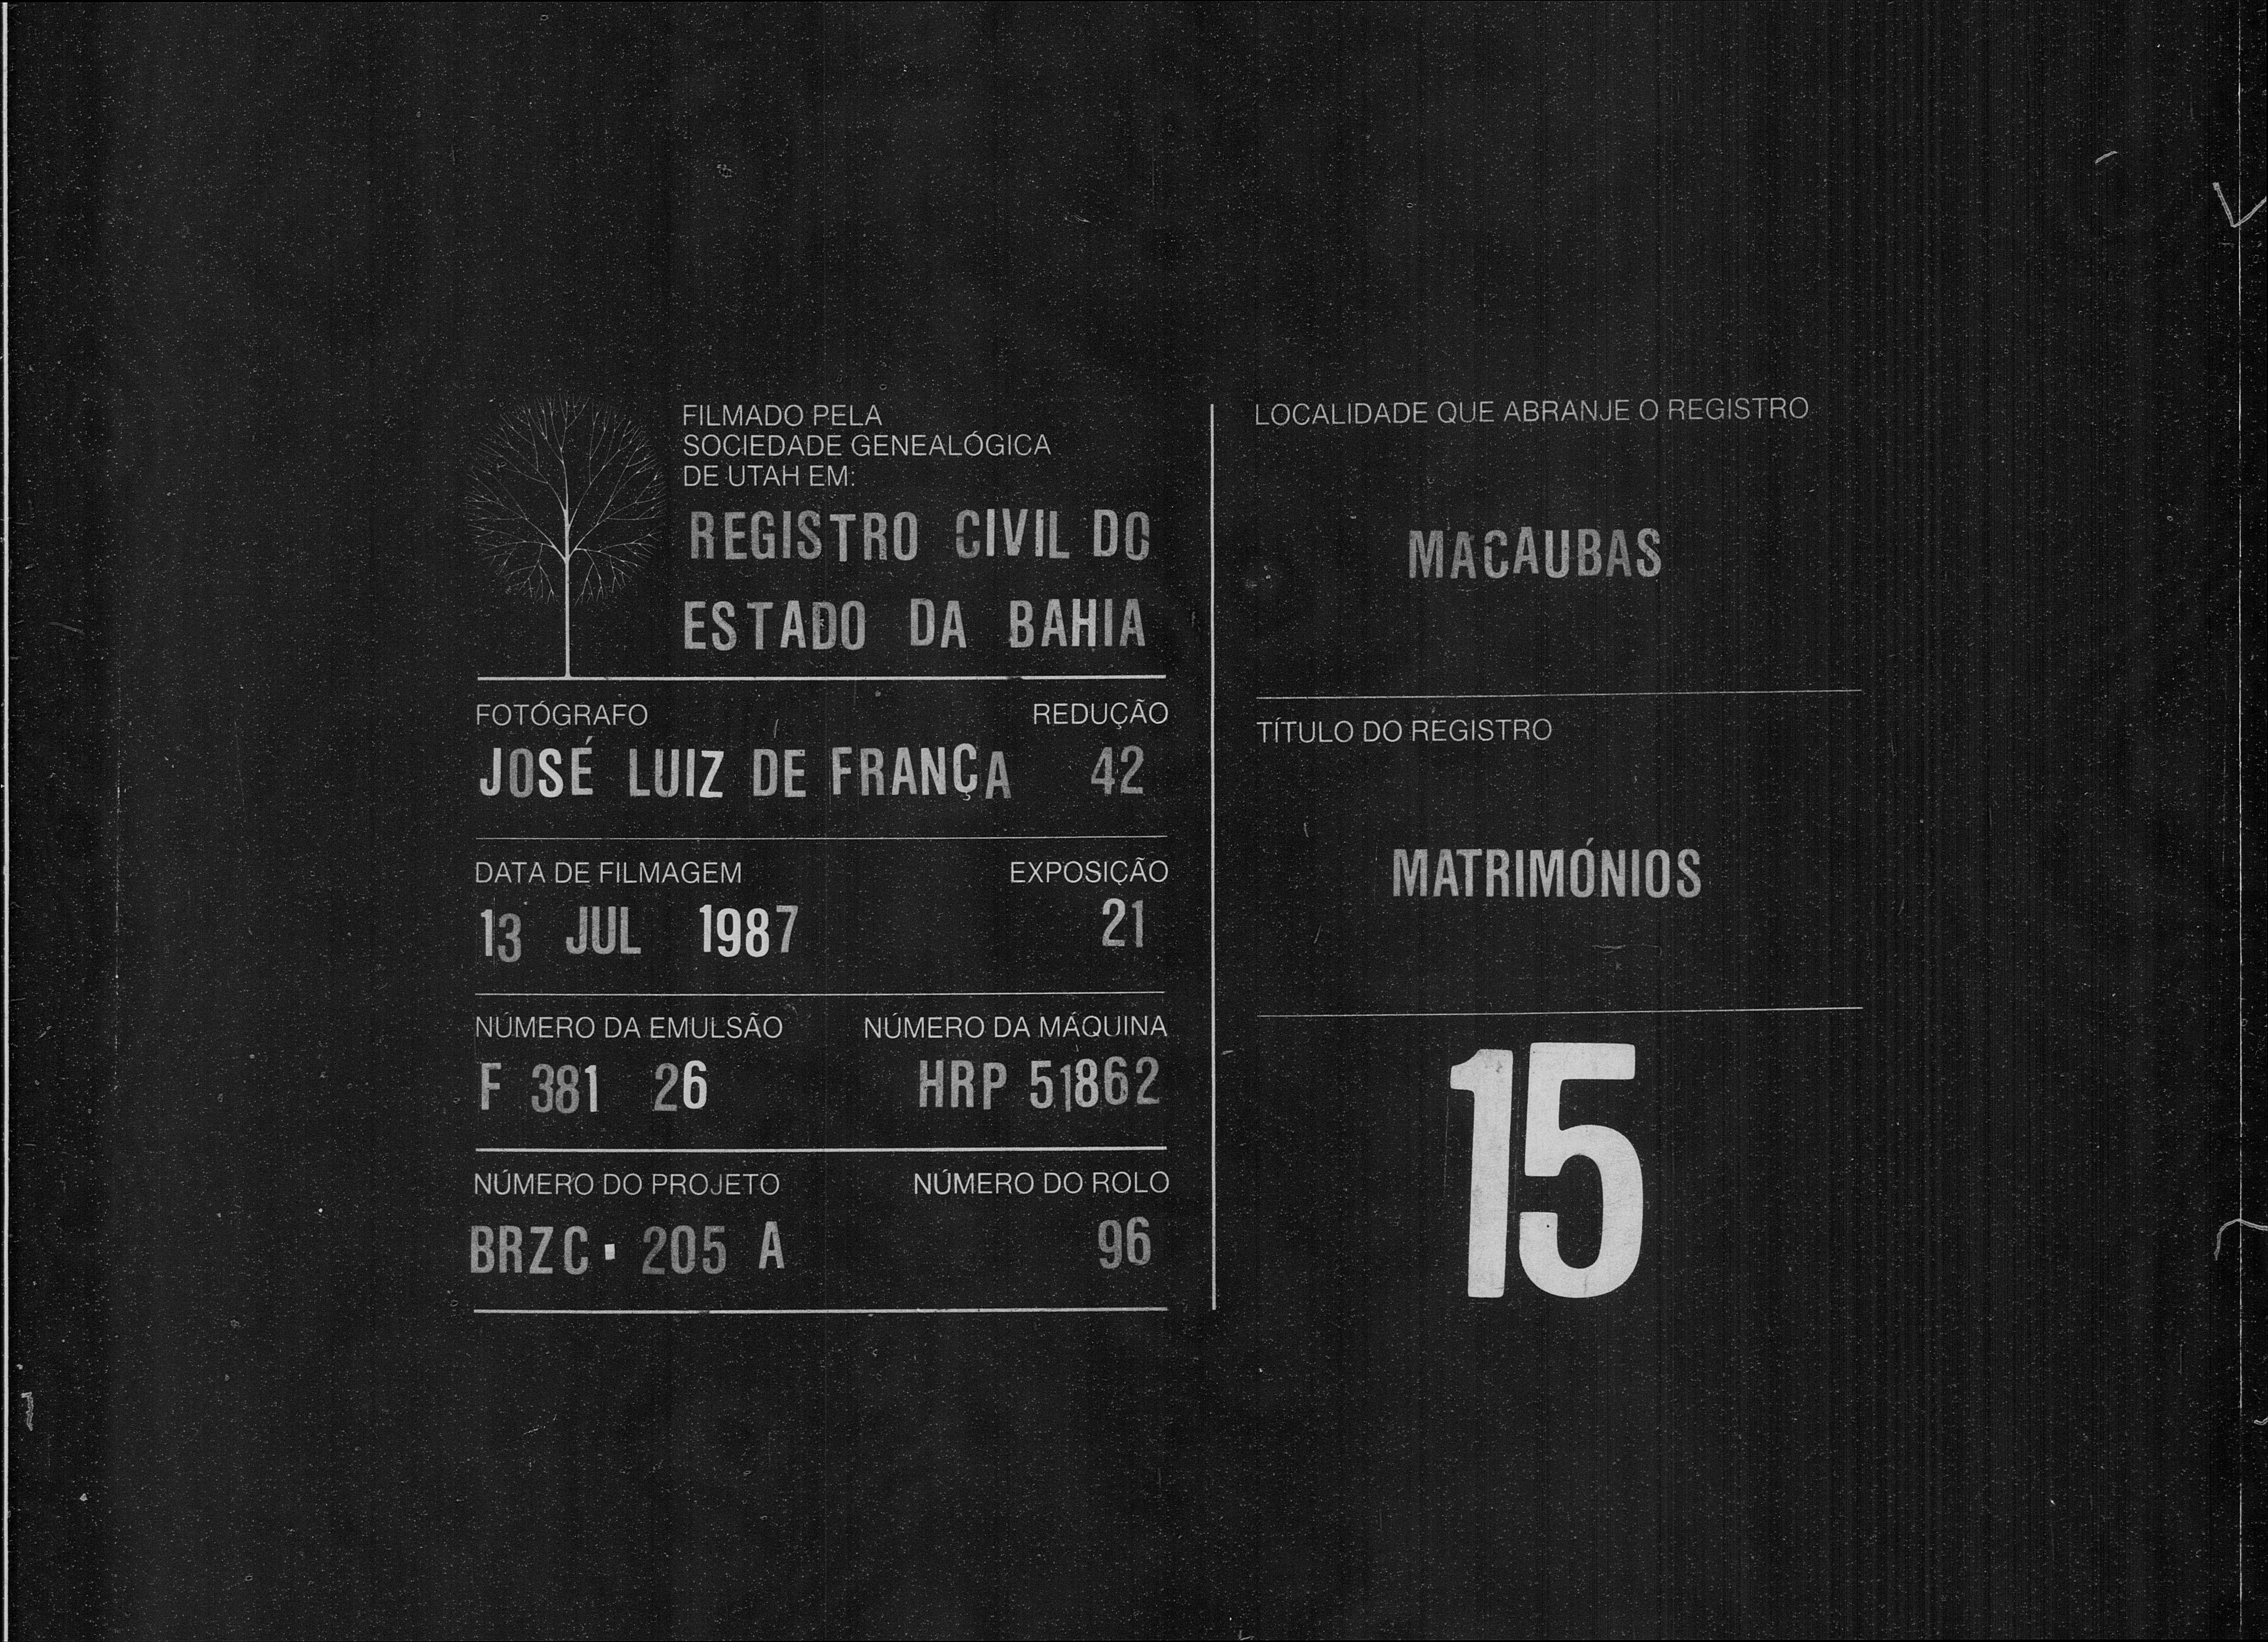 FILMADO PELA
SOCIEDADE GENEALÓGICA
DE UTAH EM:
REGISTRO CIVIL DO
ESTADO DA BAHIA
FOTÓGRAFO REDUÇÃO
JOSÉ LUIZ DE FRANÇA 42
DATA DE FILMAGEM EXPOSIÇÃO
13 JUL 1987 21
NÚMERO DA EMULSÃO NÚMERO DA MÁQUINA
F 381 26 HRP 51862
NÚMERO DO PROJETO NÚMERO DO ROLO
BRZC · 205 A 96
LOCALIDADE QUE ABRANJE O REGISTRO
MACAUBAS
TÍTULO DO REGISTRO
MATRIMÓNIOS
15